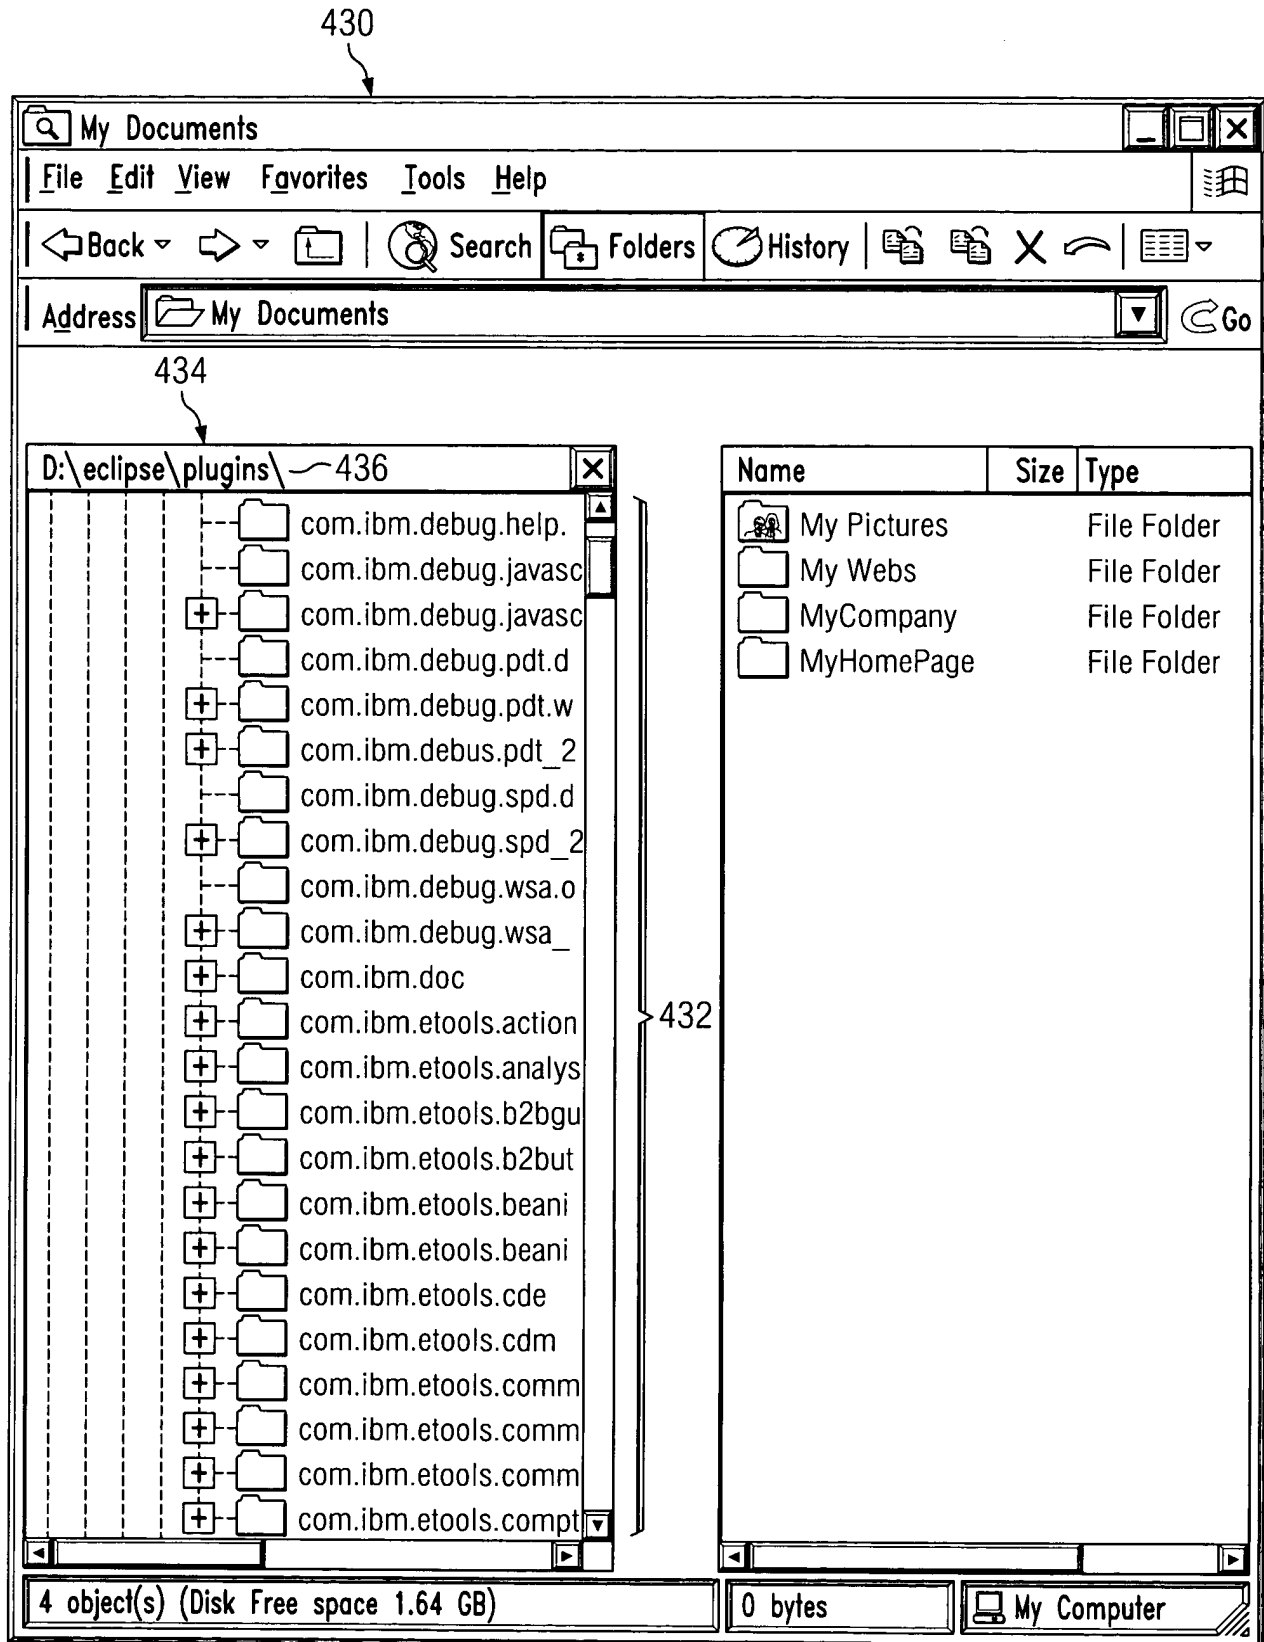 430
My Documents
File Edit View Favorites Tools Help
Back Search Folders History
Address My Documents Go
434
D:\eclipse\plugins\ 436
com.ibm.debug.help.
com.ibm.debug.javasc
com.ibm.debug.javasc
com.ibm.debug.pdt.d
com.ibm.debug.pdt.w
com.ibm.debus.pdt_2
com.ibm.debug.spd.d
com.ibm.debug.spd_2
com.ibm.debug.wsa.o
com.ibm.debug.wsa_
com.ibm.doc
com.ibm.etools.action
com.ibm.etools.analys
com.ibm.etools.b2bgu
com.ibm.etools.b2but
com.ibm.etools.beani
com.ibm.etools.beani
com.ibm.etools.cde
com.ibm.etools.cdm
com.ibm.etools.comm
com.ibm.etools.comm
com.ibm.etools.comm
com.ibm.etools.compt
432
Name Size Type
My Pictures File Folder
My Webs File Folder
MyCompany File Folder
MyHomePage File Folder
4 object(s) (Disk Free space 1.64 GB) 0 bytes My Computer